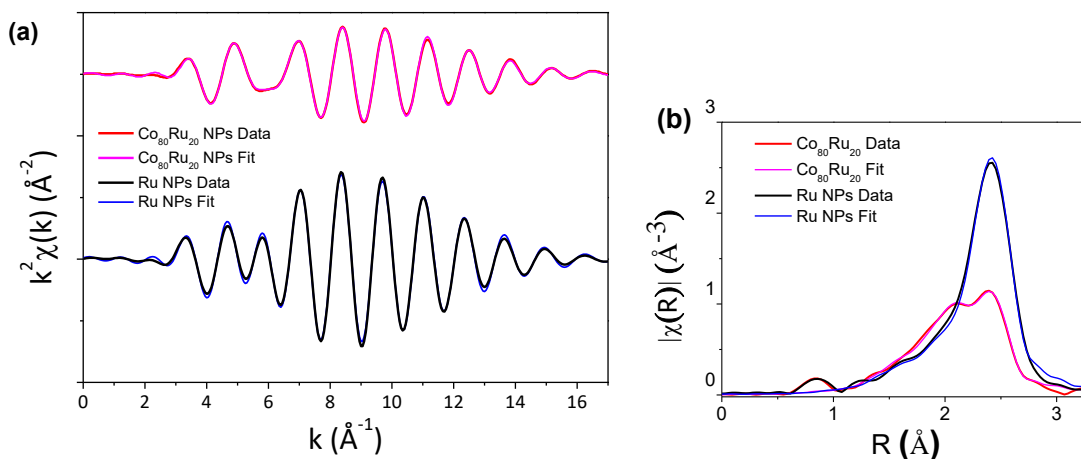 (a)
k²χ(k) (Å⁻²)
Co₈₀Ru₂₀ NPs Data
Co₈₀Ru₂₀ NPs Fit
Ru NPs Data
Ru NPs Fit
0 2 4 6 8 10 12 14 16
k (Å⁻¹)
(b)
|χ(R)| (Å⁻³)
3
2
1
0
Co₈₀Ru₂₀ Data
Co₈₀Ru₂₀ Fit
Ru NPs Data
Ru NPs Fit
0 1 2 3
R (Å)